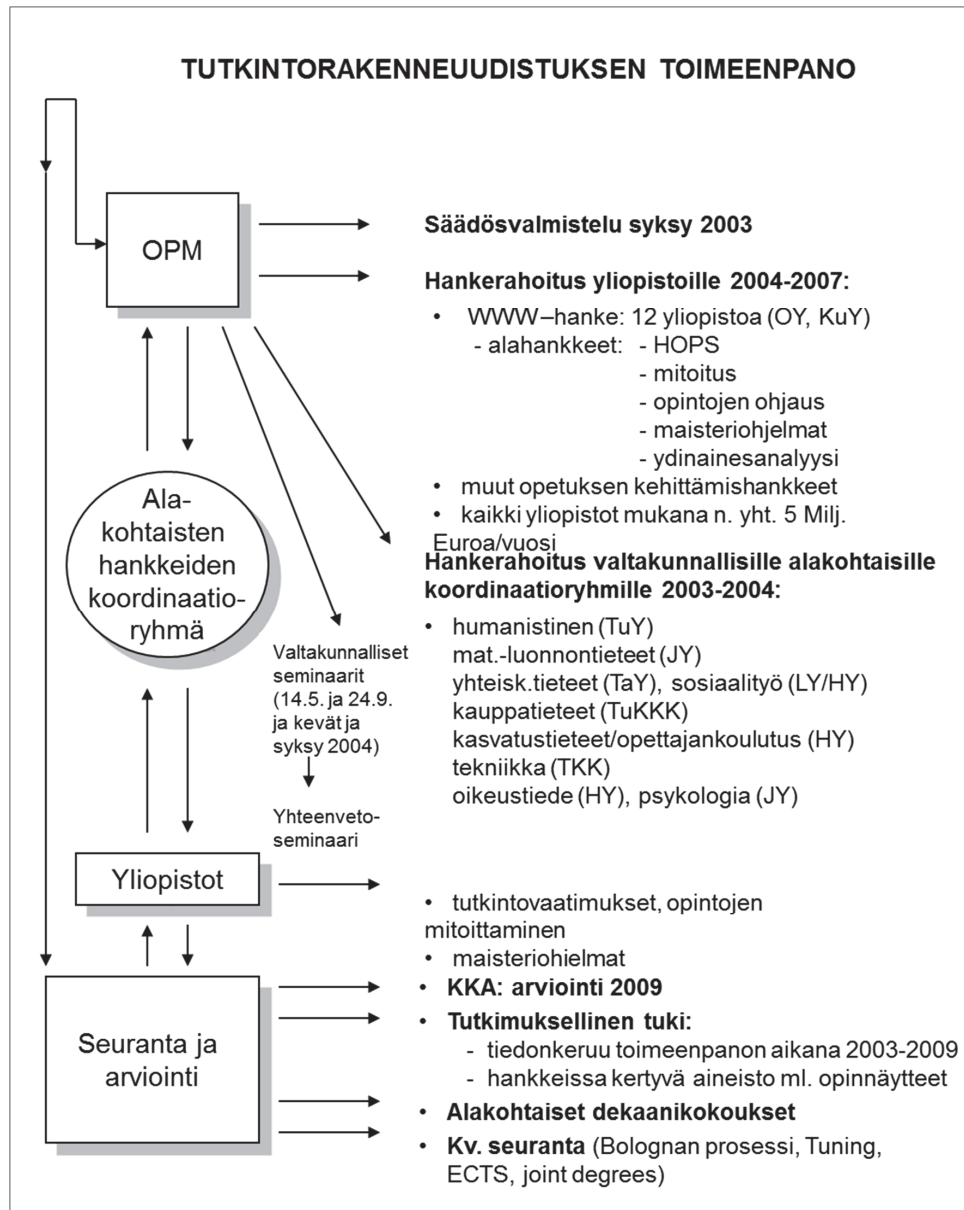 TUTKINTORAKENNEUUDISTUKSEN TOIMEENPANO
OPM
Säädösvalmistelu syksy 2003
Hankerahoitus yliopistoille 2004-2007:
• WWW–hanke: 12 yliopistoa (OY, KuY)
- alahankkeet: - HOPS
- mitoitus
- opintojen ohjaus
- maisteriohjelmat
- ydinainesanalyysi
• muut opetuksen kehittämishankkeet
• kaikki yliopistot mukana n. yht. 5 Milj.
Euroa/vuosi
Ala-
kohtaisten
hankkeiden
koordinaatio-
ryhmä
Hankerahoitus valtakunnallisille alakohtaisille
koordinaatioryhmille 2003-2004:
• humanistinen (TuY)
mat.-luonnontieteet (JY)
yhteisk.tieteet (TaY), sosiaalityö (LY/HY)
kauppatieteet (TuKKK)
kasvatustieteet/opettajankoulutus (HY)
tekniikka (TKK)
oikeustiede (HY), psykologia (JY)
Valtakunnalliset
seminaarit
(14.5. ja 24.9.
ja kevät ja
syksy 2004)
Yhteenveto-
seminaari
Yliopistot
• tutkintovaatimukset, opintojen
mitoittaminen
• maisteriohielmat
Seuranta ja
arviointi
• KKA: arviointi 2009
• Tutkimuksellinen tuki:
- tiedonkeruu toimeenpanon aikana 2003-2009
- hankkeissa kertyvä aineisto ml. opinnäytteet
• Alakohtaiset dekaanikokoukset
• Kv. seuranta (Bolognan prosessi, Tuning,
ECTS, joint degrees)